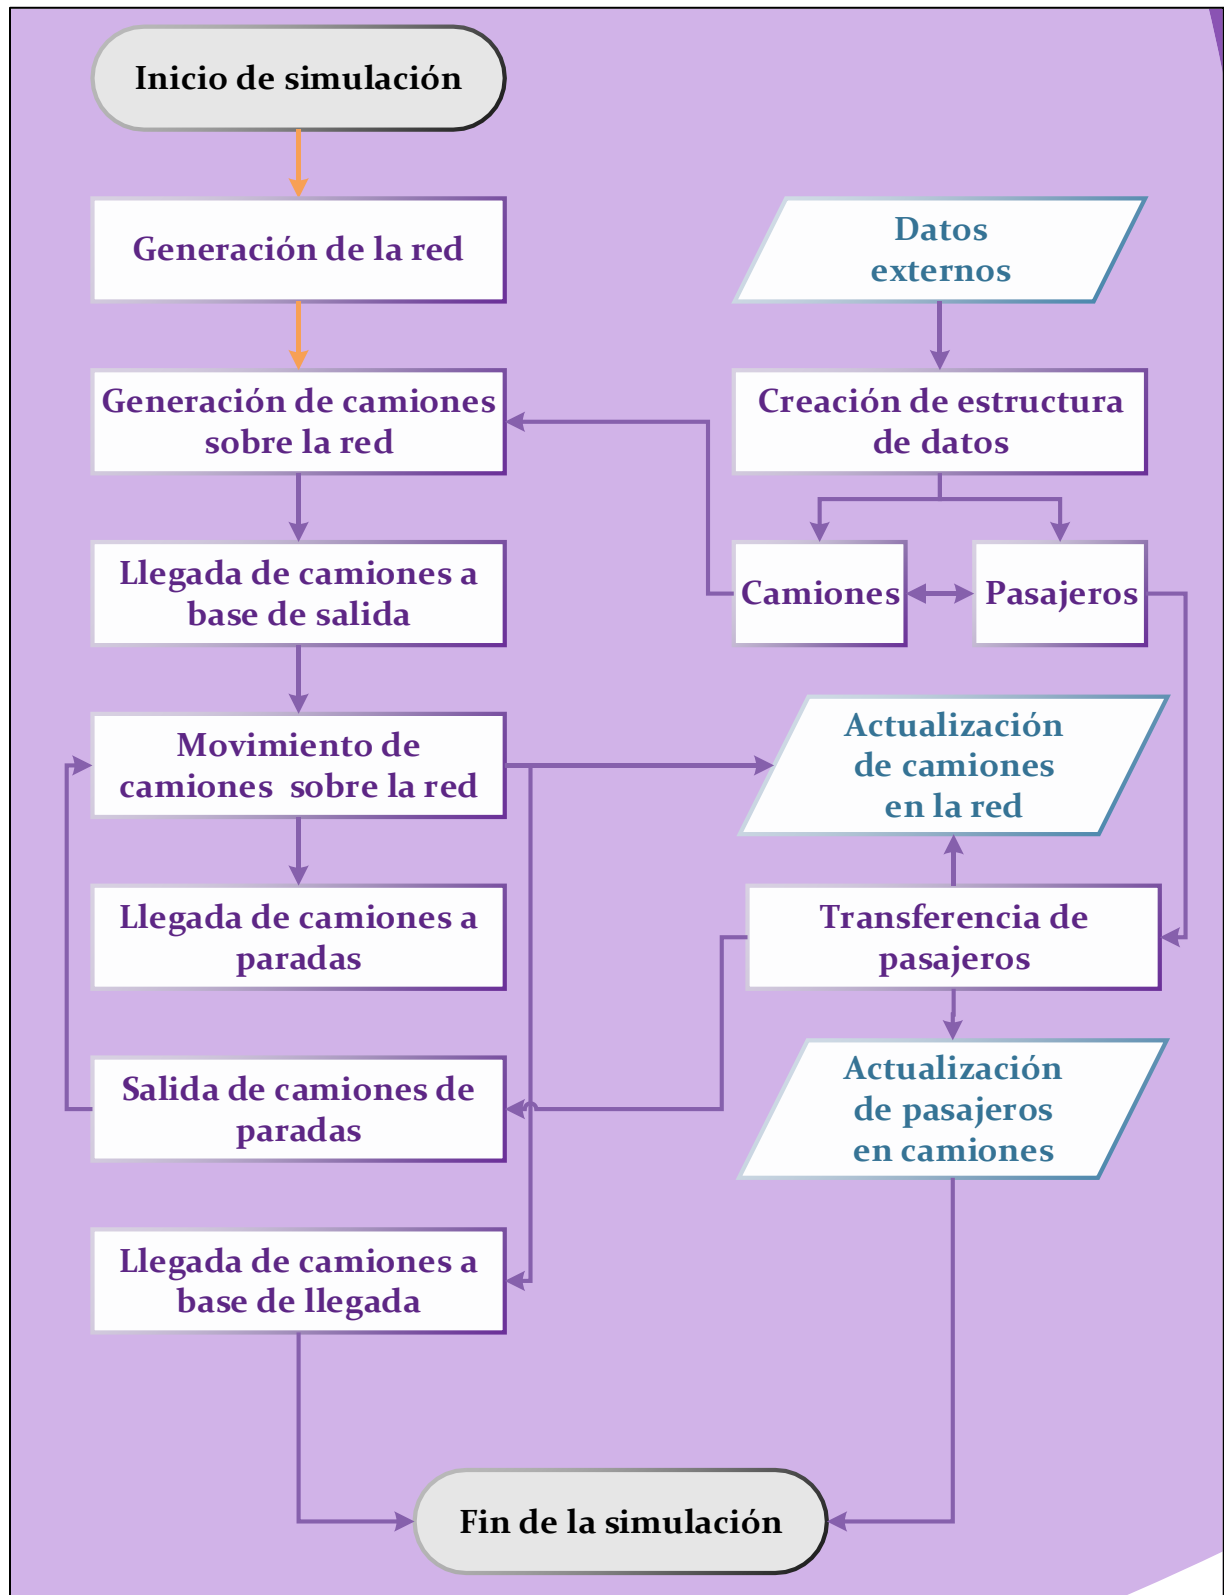 Inicio de simulación
Generación de la red
Datos
externos
Generación de camiones
sobre la red
Creación de estructura
de datos
Llegada de camiones a
base de salida
Camiones
Pasajeros
Movimiento de
camiones sobre la red
Actualización
de camiones
en la red
Llegada de camiones a
paradas
Transferencia de
pasajeros
Salida de camiones de
paradas
Actualización
de pasajeros
en camiones
Llegada de camiones a
base de llegada
Fin de la simulación